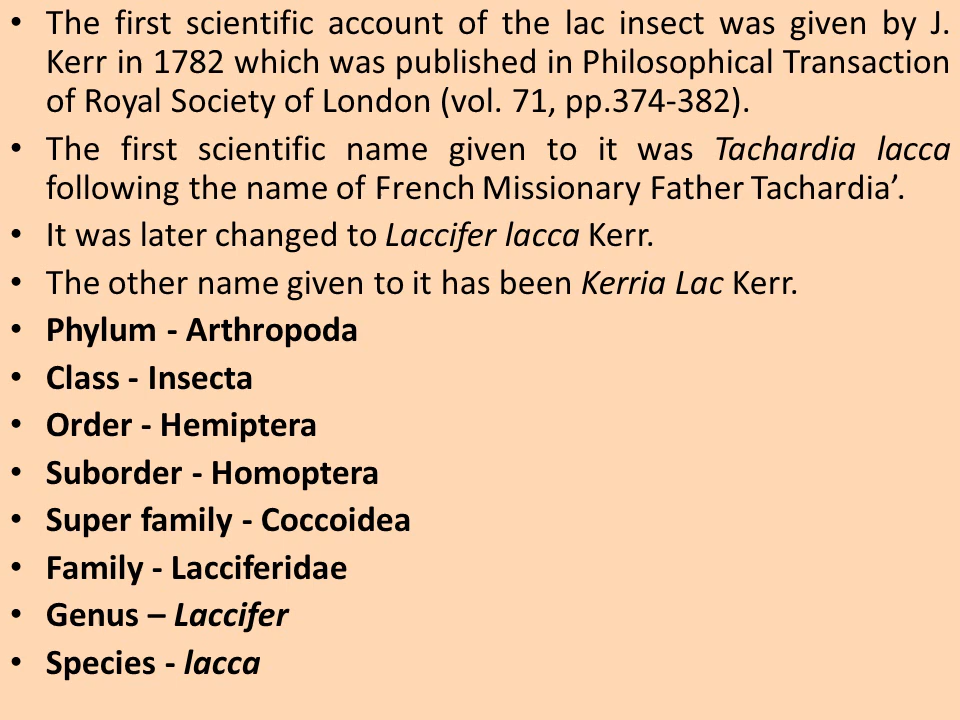 • The first scientific account of the lac insect was given by J.
Kerr in 1782 which was published in Philosophical Transaction
of Royal Society of London (vol. 71, pp.374-382).
• The first scientific name given to it was Tachardia lacca
following the name of French Missionary Father Tachardia’.
• It was later changed to Laccifer lacca Kerr.
• The other name given to it has been Kerria Lac Kerr.
• Phylum - Arthropoda
• Class - Insecta
• Order - Hemiptera
• Suborder - Homoptera
• Super family - Coccoidea
• Family - Lacciferidae
• Genus – Laccifer
• Species - lacca